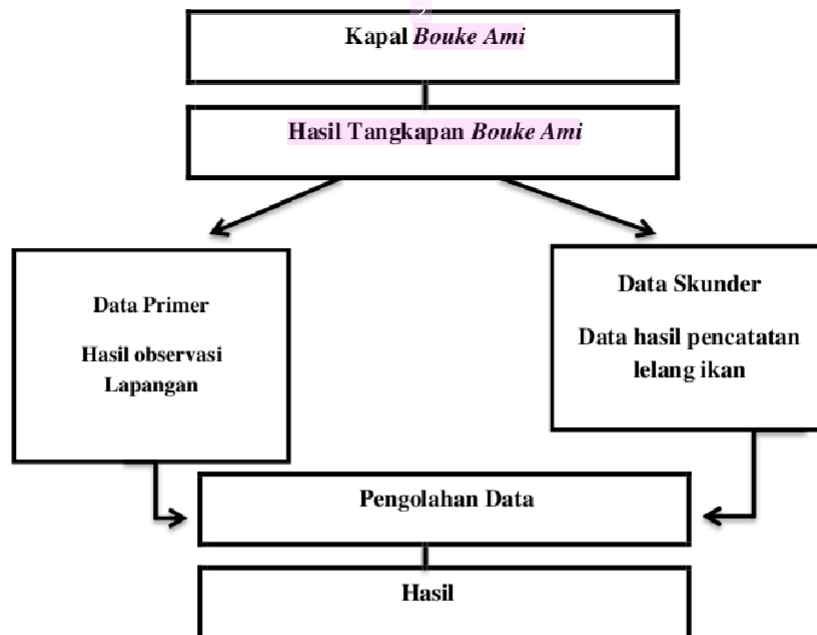 Kapal Bouke Ami
Hasil Tangkapan Bouke Ami
Data Primer
Hasil observasi
Lapangan
Data Skunder
Data hasil pencatatan
lelang ikan
Pengolahan Data
Hasil